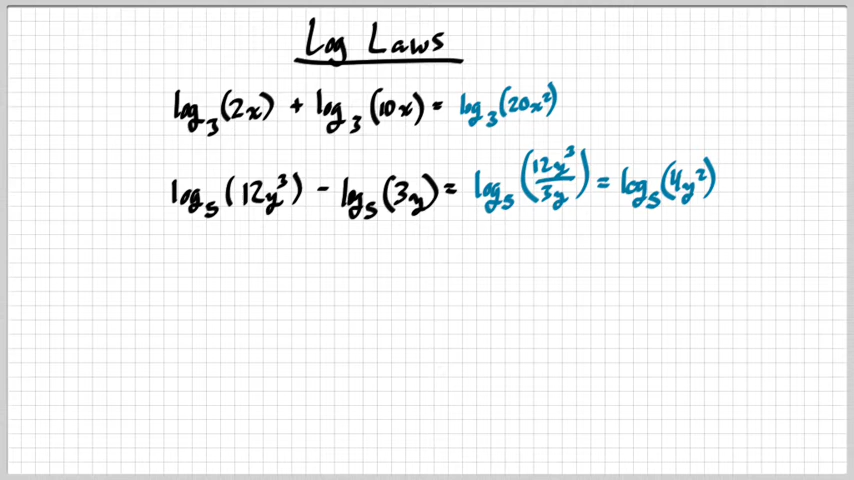 Log Laws
log₃(2x) + log₃(10x) = log₃(20x²)
log₅(12y³) - log₅(3y) = log₅(12y³/3y) = log₅(4y²)